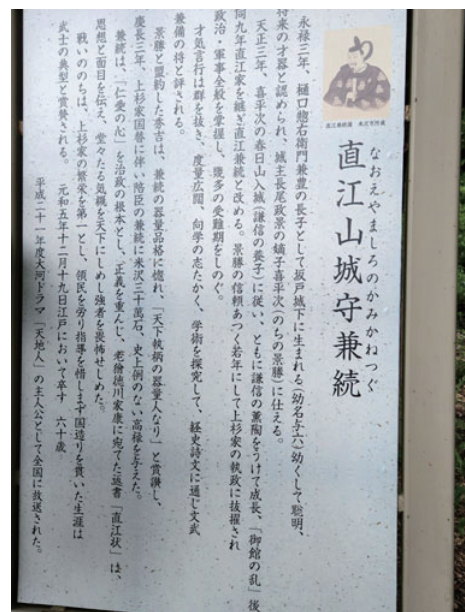 なおえやましろのかみかねつぐ
直江山城守兼続
永禄三年、樋口惣右衛門兼豊の長子として坂戸城下に生まれる(幼名与六)幼くして聡明、
将来の才器と認められ、城主長尾政景の嫡子喜平次(のちの景勝)に仕える。
天正三年、喜平次の春日山入城(謙信の養子)に従い、ともに謙信の薫陶をうけて成長、「御館の乱」後
同九年直江家を継ぎ直江兼続と改める。景勝の信頼あつく若年にして上杉家の執政に抜擢され
政治・軍事全般を掌握し、幾多の受難期をしのぐ。
才気言行は群を抜き、度量広闊、向学の志たかく、学術を探究して、経史詩文に通じ文武
兼備の将と評される。
景勝と盟約した秀吉は、兼続の器量品格に惚れ、「天下執柄の器量人なり」と賞讃し、
慶長三年、上杉家国替に伴い陪臣の兼続に米沢三十萬石、史上例のない高禄を与えた。
兼続は、「仁愛の心」を治政の根本とし、正義を重んじ、老獪徳川家康に宛てた返書「直江状」は、
思想と面目を伝え、堂々たる気概を天下にしめし強者を畏怖せしめた。
戦いののちは、上杉家の繁栄を第一とし、領民を労り指導を惜します国造りを貫いた生涯は
武士の典型と賞賛される。 元和五年十二月十九日江戸において卒す 六十歳
平成二十一年度大河ドラマ「天地人」の主人公として全国に放送された。